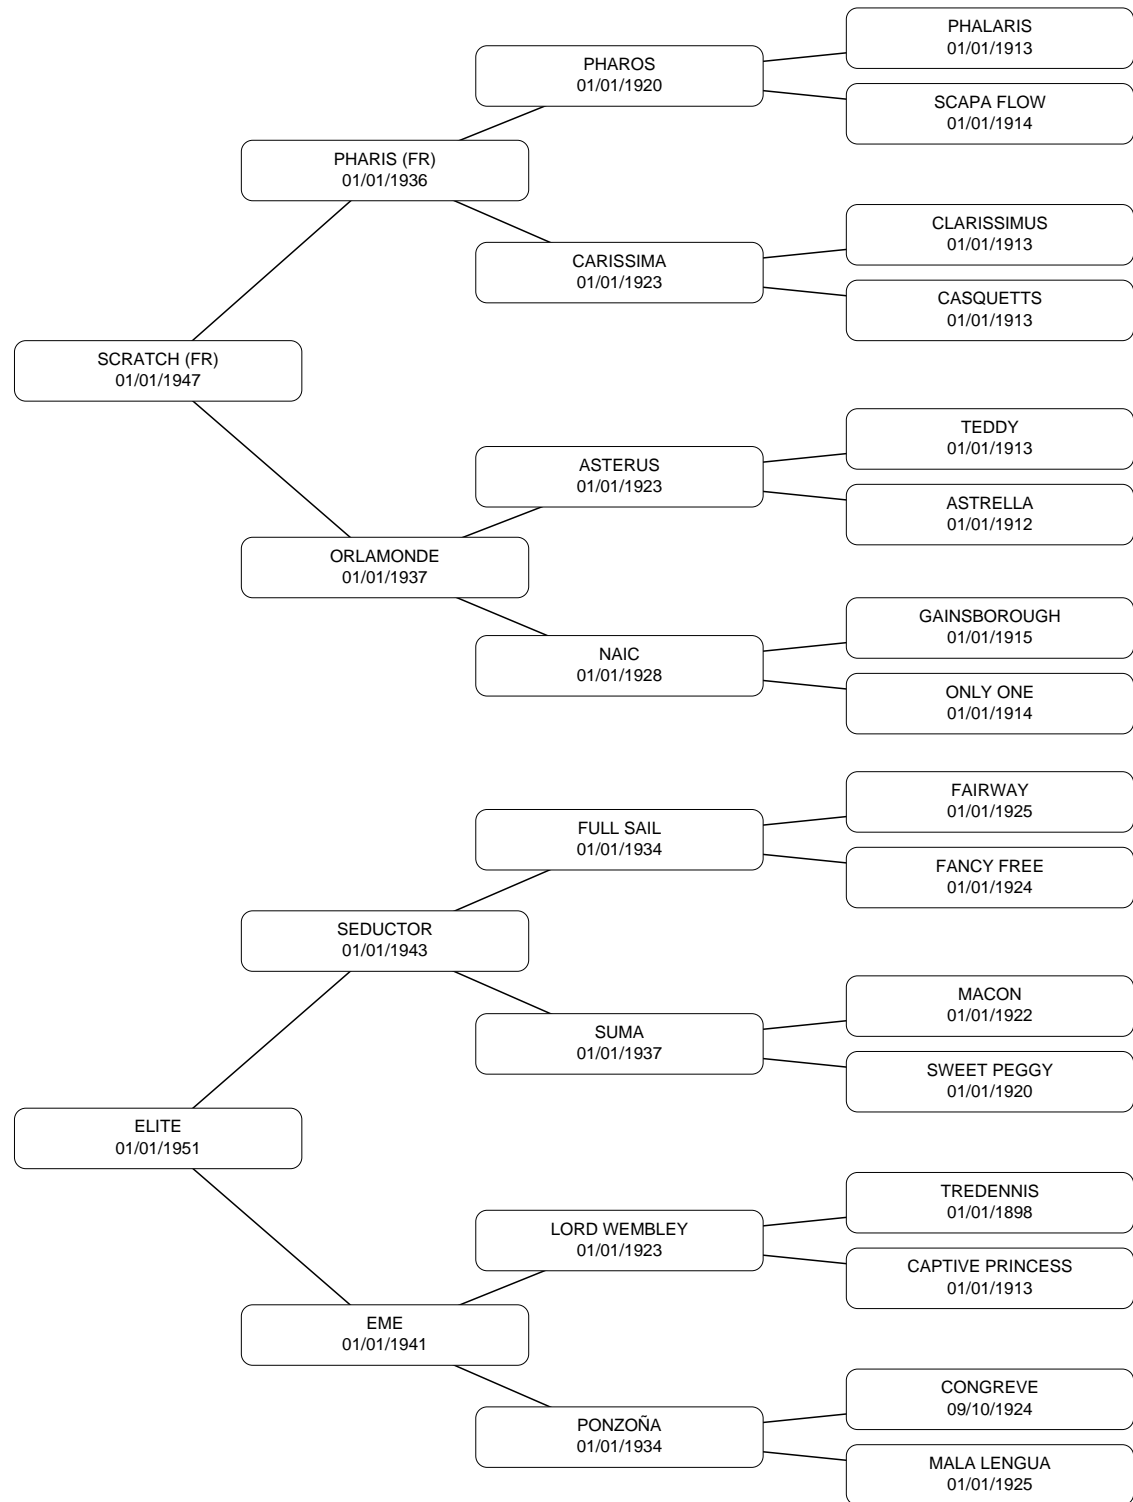 PHALARIS
01/01/1913
PHAROS
01/01/1920
SCAPA FLOW
01/01/1914
PHARIS (FR)
01/01/1936
CLARISSIMUS
01/01/1913
CARISSIMA
01/01/1923
CASQUETTS
01/01/1913
SCRATCH (FR)
01/01/1947
TEDDY
01/01/1913
ASTERUS
01/01/1923
ASTRELLA
01/01/1912
ORLAMONDE
01/01/1937
GAINSBOROUGH
01/01/1915
NAIC
01/01/1928
ONLY ONE
01/01/1914
FAIRWAY
01/01/1925
FULL SAIL
01/01/1934
FANCY FREE
01/01/1924
SEDUCTOR
01/01/1943
MACON
01/01/1922
SUMA
01/01/1937
SWEET PEGGY
01/01/1920
ELITE
01/01/1951
TREDENNIS
01/01/1898
LORD WEMBLEY
01/01/1923
CAPTIVE PRINCESS
01/01/1913
EME
01/01/1941
CONGREVE
09/10/1924
PONZOÑA
01/01/1934
MALA LENGUA
01/01/1925